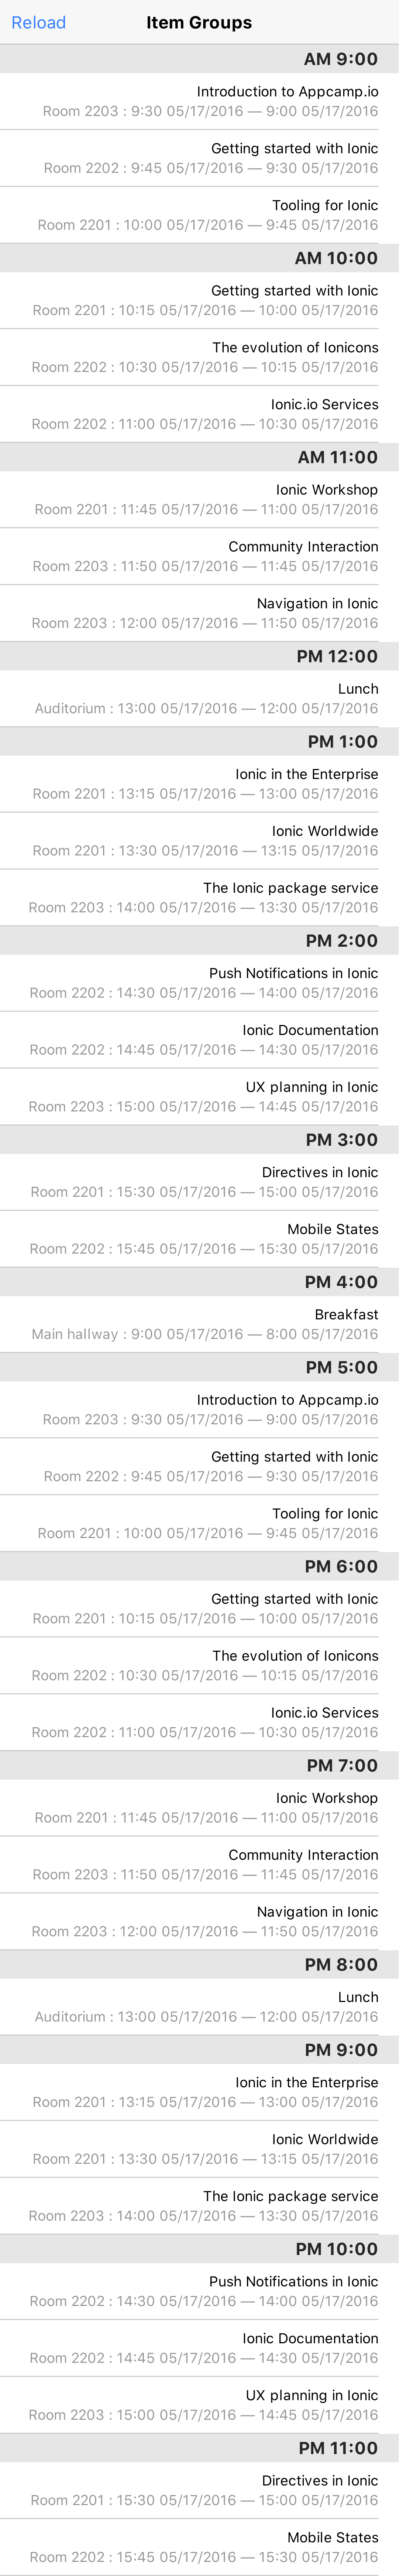 Reload
Item Groups
AM 9:00
Introduction to Appcamp.io
Room 2203 : 9:30 05/17/2016 — 9:00 05/17/2016
Getting started with Ionic
Room 2202 : 9:45 05/17/2016 — 9:30 05/17/2016
Tooling for Ionic
Room 2201 : 10:00 05/17/2016 — 9:45 05/17/2016
AM 10:00
Getting started with Ionic
Room 2201 : 10:15 05/17/2016 — 10:00 05/17/2016
The evolution of Ionicons
Room 2202 : 10:30 05/17/2016 — 10:15 05/17/2016
Ionic.io Services
Room 2202 : 11:00 05/17/2016 — 10:30 05/17/2016
AM 11:00
Ionic Workshop
Room 2201 : 11:45 05/17/2016 — 11:00 05/17/2016
Community Interaction
Room 2203 : 11:50 05/17/2016 — 11:45 05/17/2016
Navigation in Ionic
Room 2203 : 12:00 05/17/2016 — 11:50 05/17/2016
PM 12:00
Lunch
Auditorium : 13:00 05/17/2016 — 12:00 05/17/2016
PM 1:00
Ionic in the Enterprise
Room 2201 : 13:15 05/17/2016 — 13:00 05/17/2016
Ionic Worldwide
Room 2201 : 13:30 05/17/2016 — 13:15 05/17/2016
The Ionic package service
Room 2203 : 14:00 05/17/2016 — 13:30 05/17/2016
PM 2:00
Push Notifications in Ionic
Room 2202 : 14:30 05/17/2016 — 14:00 05/17/2016
Ionic Documentation
Room 2202 : 14:45 05/17/2016 — 14:30 05/17/2016
UX planning in Ionic
Room 2203 : 15:00 05/17/2016 — 14:45 05/17/2016
PM 3:00
Directives in Ionic
Room 2201 : 15:30 05/17/2016 — 15:00 05/17/2016
Mobile States
Room 2202 : 15:45 05/17/2016 — 15:30 05/17/2016
PM 4:00
Breakfast
Main hallway : 9:00 05/17/2016 — 8:00 05/17/2016
PM 5:00
Introduction to Appcamp.io
Room 2203 : 9:30 05/17/2016 — 9:00 05/17/2016
Getting started with Ionic
Room 2202 : 9:45 05/17/2016 — 9:30 05/17/2016
Tooling for Ionic
Room 2201 : 10:00 05/17/2016 — 9:45 05/17/2016
PM 6:00
Getting started with Ionic
Room 2201 : 10:15 05/17/2016 — 10:00 05/17/2016
The evolution of Ionicons
Room 2202 : 10:30 05/17/2016 — 10:15 05/17/2016
Ionic.io Services
Room 2202 : 11:00 05/17/2016 — 10:30 05/17/2016
PM 7:00
Ionic Workshop
Room 2201 : 11:45 05/17/2016 — 11:00 05/17/2016
Community Interaction
Room 2203 : 11:50 05/17/2016 — 11:45 05/17/2016
Navigation in Ionic
Room 2203 : 12:00 05/17/2016 — 11:50 05/17/2016
PM 8:00
Lunch
Auditorium : 13:00 05/17/2016 — 12:00 05/17/2016
PM 9:00
Ionic in the Enterprise
Room 2201 : 13:15 05/17/2016 — 13:00 05/17/2016
Ionic Worldwide
Room 2201 : 13:30 05/17/2016 — 13:15 05/17/2016
The Ionic package service
Room 2203 : 14:00 05/17/2016 — 13:30 05/17/2016
PM 10:00
Push Notifications in Ionic
Room 2202 : 14:30 05/17/2016 — 14:00 05/17/2016
Ionic Documentation
Room 2202 : 14:45 05/17/2016 — 14:30 05/17/2016
UX planning in Ionic
Room 2203 : 15:00 05/17/2016 — 14:45 05/17/2016
PM 11:00
Directives in Ionic
Room 2201 : 15:30 05/17/2016 — 15:00 05/17/2016
Mobile States
Room 2202 : 15:45 05/17/2016 — 15:30 05/17/2016